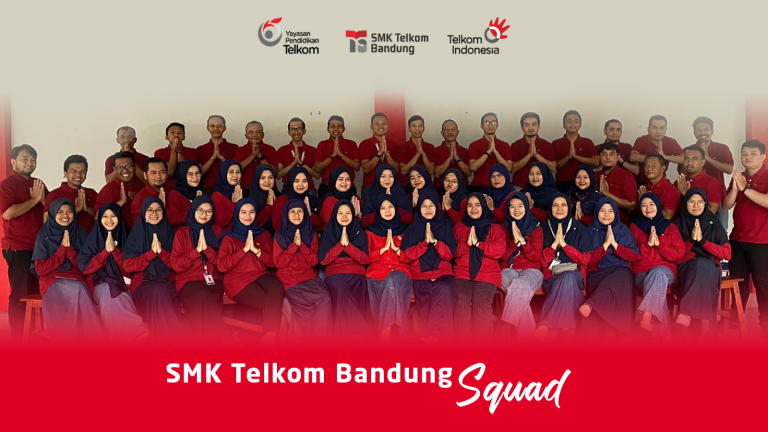 Yayasan
Pendidikan
Telkom
SMK Telkom
Bandung
Telkom
Indonesia
SMK Telkom Bandung Squad